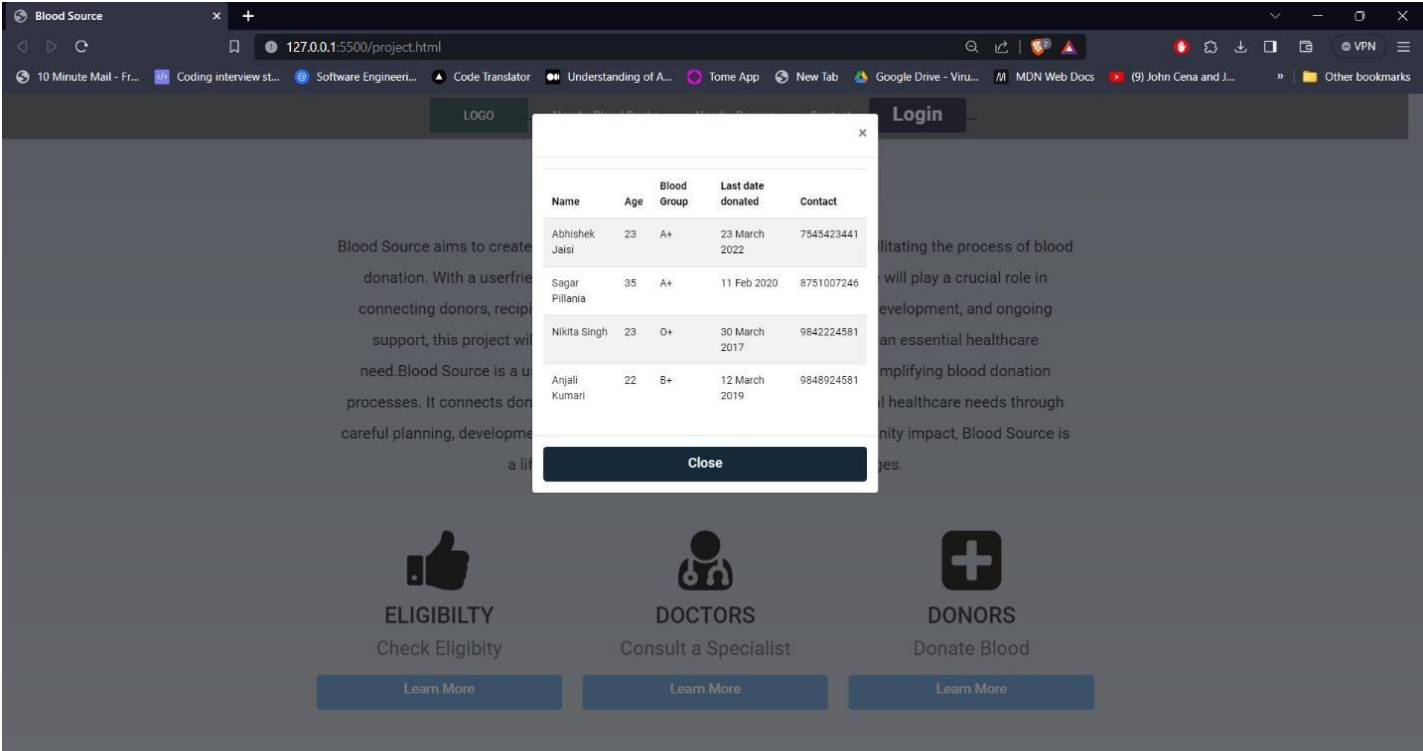 Blood Source
127.0.0.1:5500/project.html
2
10 Minute Mail - Fr...
Coding interview st...
Software Engineeri...
Code Translator
Understanding of A...
Tome App
New Tab
Google Drive - Viru...
MDN Web Docs
(9) John Cena and J...
»
Other bookmarks
VPN
LOGO
Contact
Login
×
Name Age Blood Group Last date donated Contact
Abhishek Jaisi 23 A+ 23 March 2022 7545423441
Sagar Pillania 35 A+ 11 Feb 2020 8751007246
Nikita Singh 23 O+ 30 March 2017 9842224581
Anjali Kumari 22 B+ 12 March 2019 9848924581
Close
Blood Source aims to create litating the process of blood
donation. With a userfrie will play a crucial role in
connecting donors, recipi evelopment, and ongoing
support, this project wil an essential healthcare
need.Blood Source is a u mplifying blood donation
processes. It connects don l healthcare needs through
careful planning, developme nity impact, Blood Source is
a lif ges.
ELIGIBILTY
Check Eligibity
Learn More
DOCTORS
Consult a Specialist
Learn More
DONORS
Donate Blood
Learn More